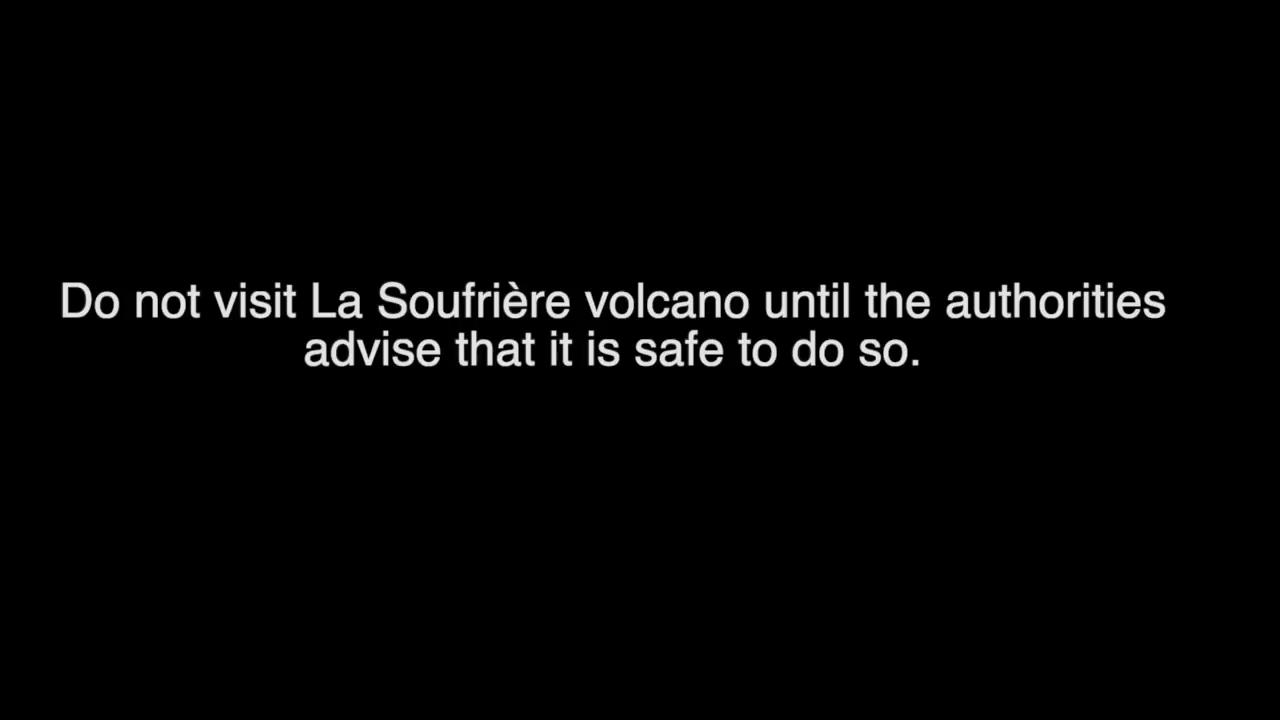 Do not visit La Soufrière volcano until the authorities
advise that it is safe to do so.